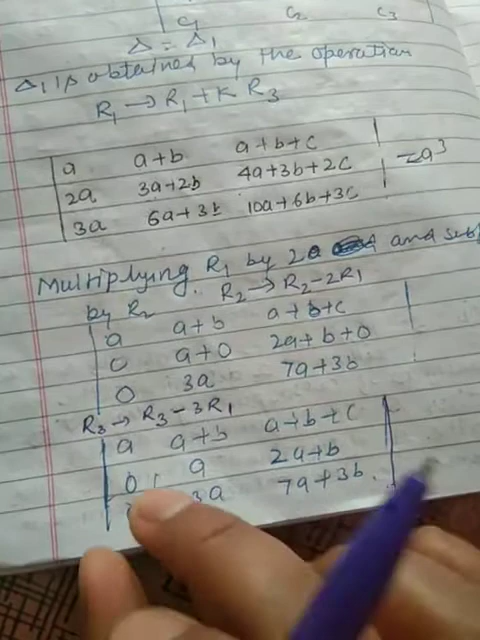 C1 C2 C3
Δ = Δ1
Δ1 is obtained by the operation
R1 → R1 + K R3
a a+b a+b+c
2a 3a+2b 4a+3b+2c = a³
3a 6a+3b 10a+6b+3c
Multiplying R1 by 2 and
by R2 R2 → R2-2R1
a a+b a+b+c
0 a+0 2a+b+0
0 3a 7a+3b
R3 → R3-3R1
a a+b a+b+c
0 a 2a+b
3a 7a+3b